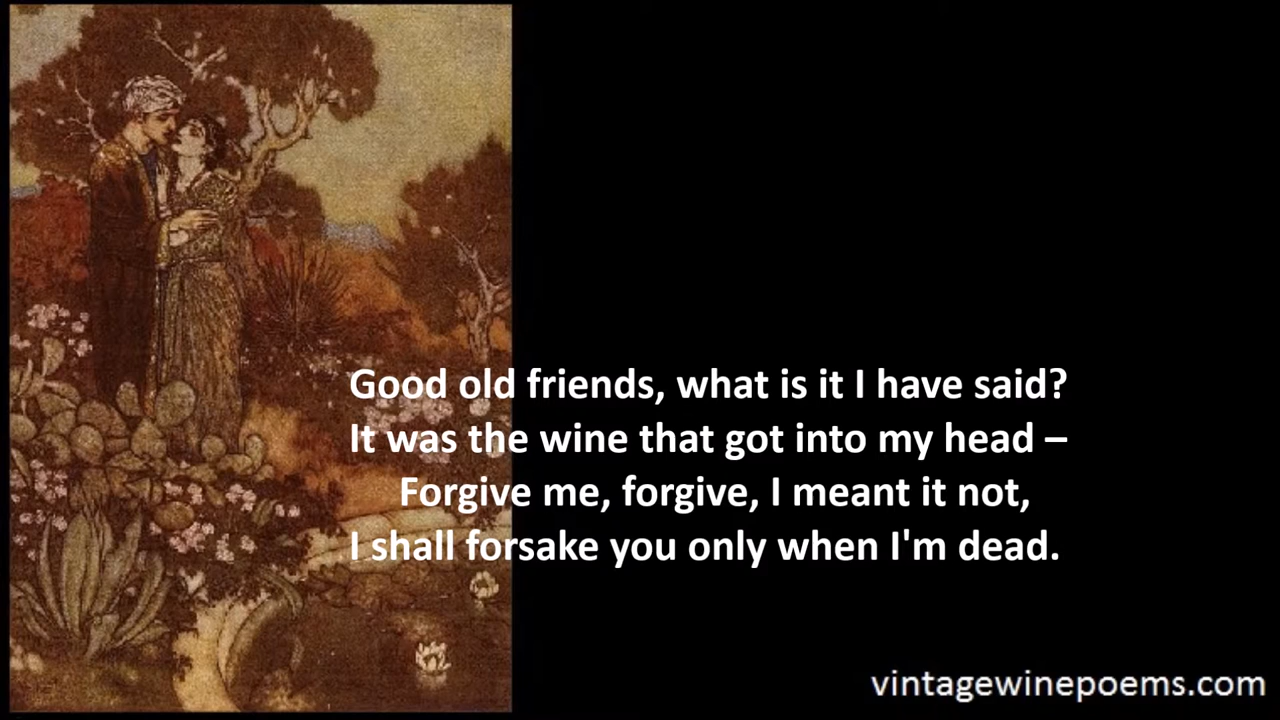 Good old friends, what is it I have said?
It was the wine that got into my head –
Forgive me, forgive, I meant it not,
I shall forsake you only when I'm dead.
vintagewinepoems.com